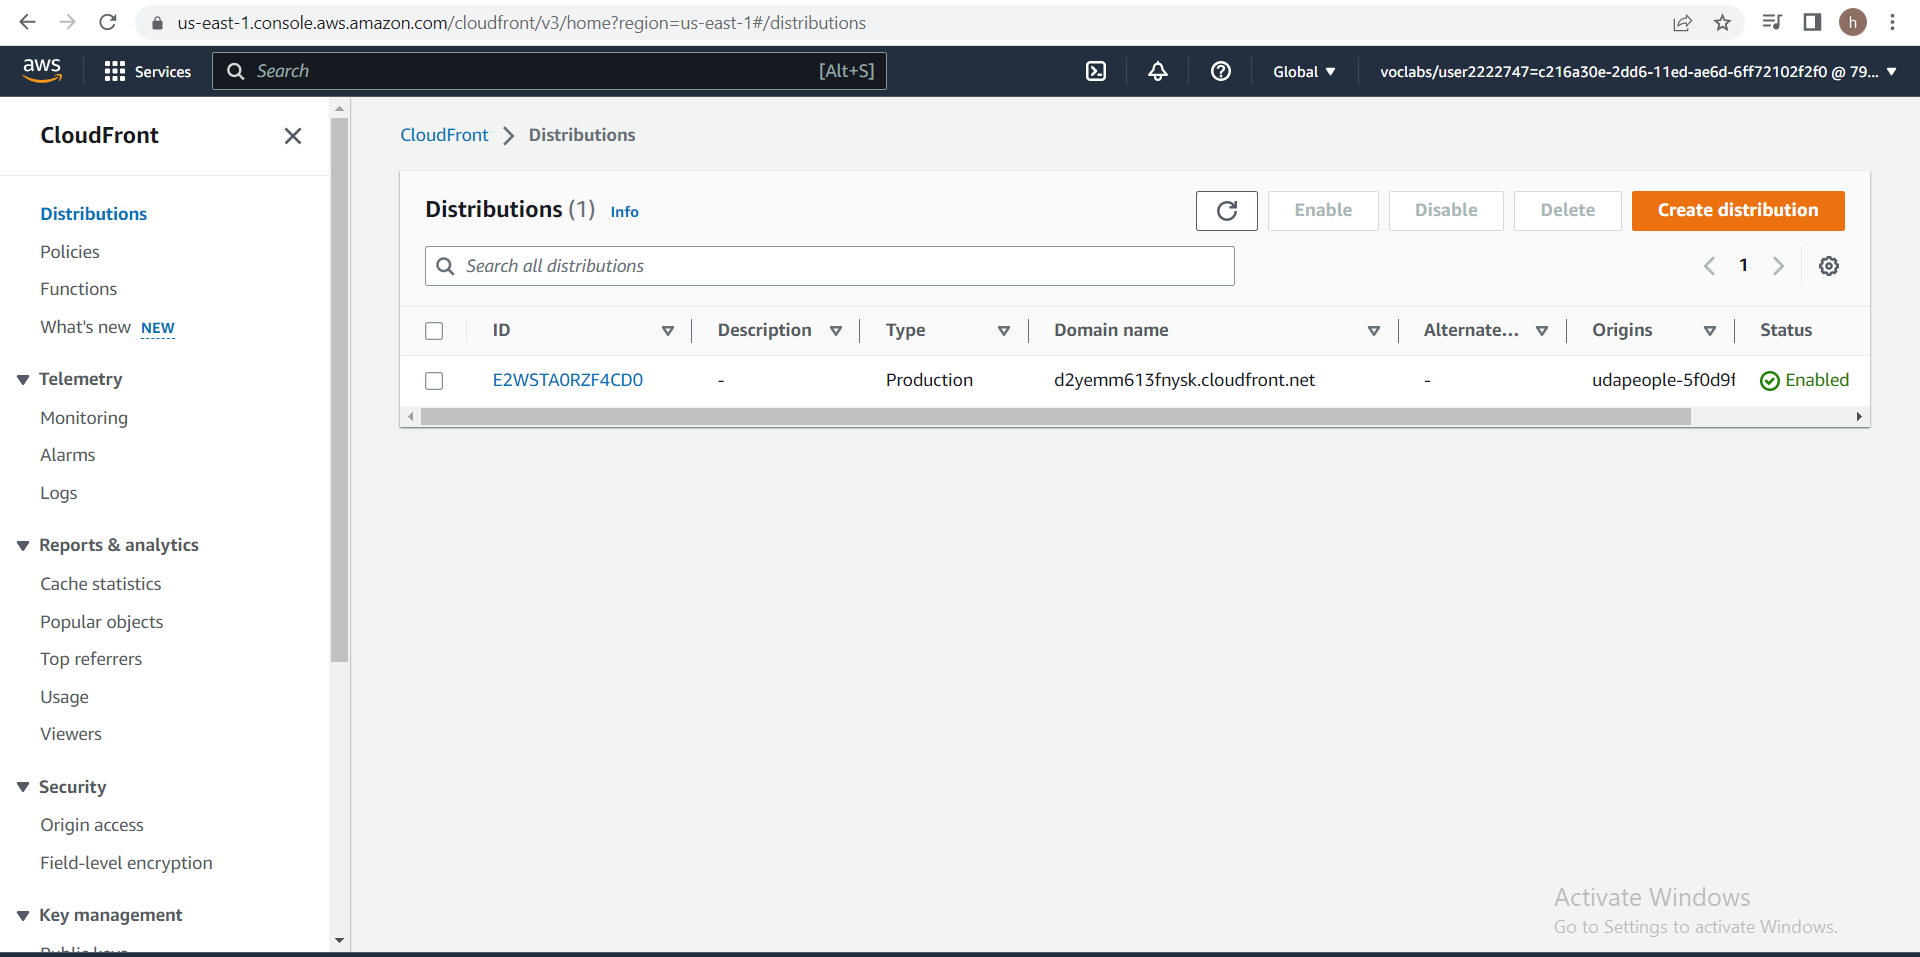 us-east-1.console.aws.amazon.com/cloudfront/v3/home?region=us-east-1#/distributions
h
aws
Services
Search
[Alt+S]
Global
voclabs/user2222747=c216a30e-2dd6-11ed-ae6d-6ff72102f2f0 @ 79...
CloudFront
Distributions
Policies
Functions
What's new NEW
Telemetry
Monitoring
Alarms
Logs
Reports & analytics
Cache statistics
Popular objects
Top referrers
Usage
Viewers
Security
Origin access
Field-level encryption
Key management
Public keys
CloudFront Distributions
Distributions (1) Info
Enable
Disable
Delete
Create distribution
Search all distributions
1
ID Description Type Domain name Alternate... Origins Status
E2WSTA0RZF4CD0 - Production d2yemm613fnysk.cloudfront.net - udapeople-5f0d9f Enabled
Activate Windows
Go to Settings to activate Windows.